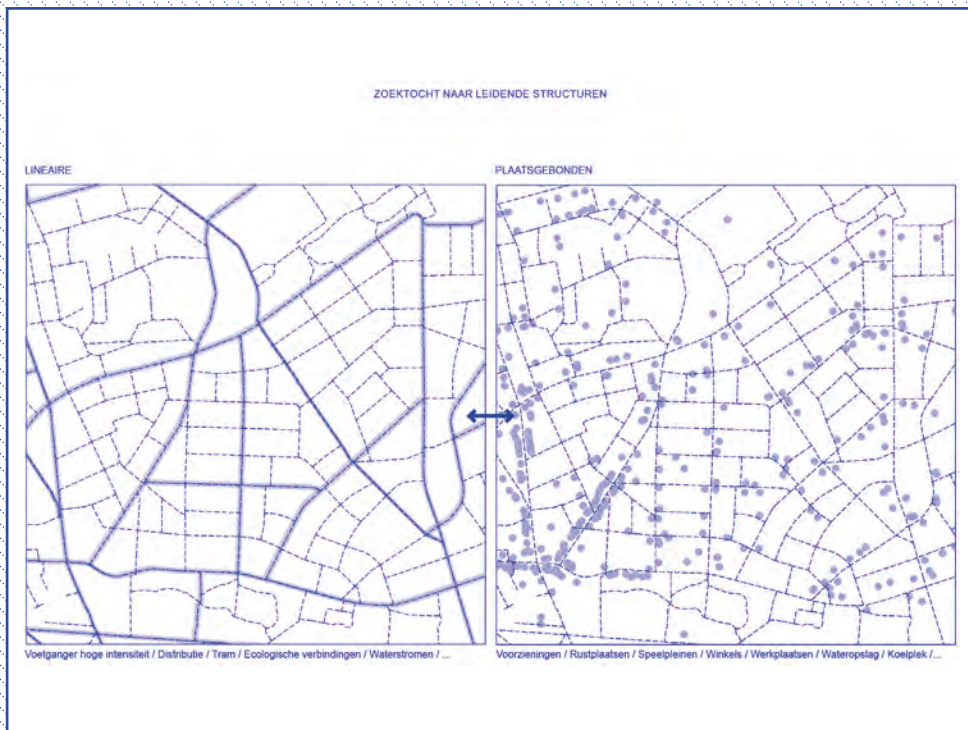 ZOEKTOCHT NAAR LEIDENDE STRUCTUREN
LINEAIRE
PLAATSGEBONDEN
Voetganger hoge intensiteit / Distributie / Tram / Ecologische verbindingen / Waterstromen / ...
Voorzieningen / Rustplaatsen / Speelpleinen / Winkels / Werkplaatsen / Wateropslag / Koelplek /...